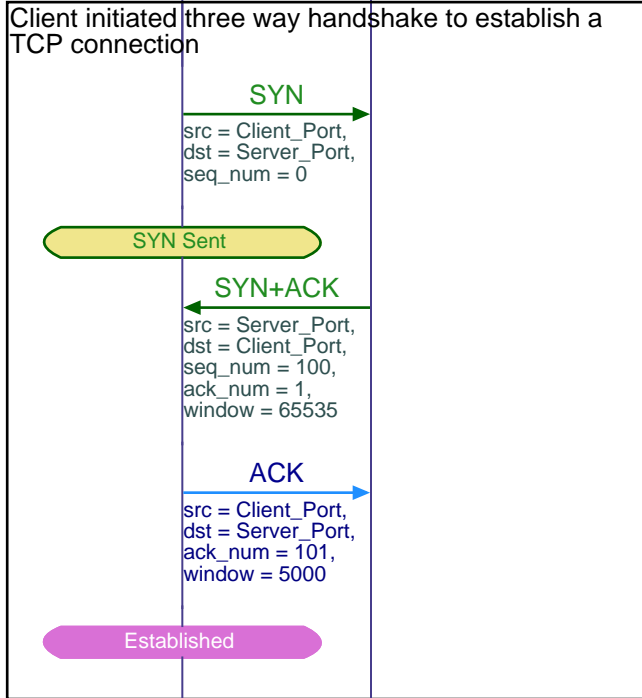 Client initiated three way handshake to establish a
TCP connection
SYN
src = Client_Port,
dst = Server_Port,
seq_num = 0
SYN Sent
SYN+ACK
src = Server_Port,
dst = Client_Port,
seq_num = 100,
ack_num = 1,
window = 65535
ACK
src = Client_Port,
dst = Server_Port,
ack_num = 101,
window = 5000
Established